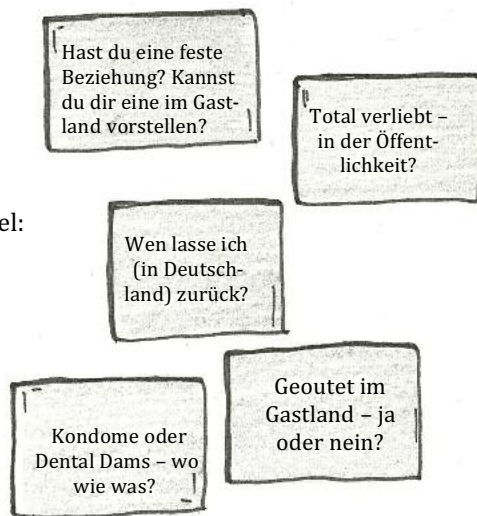 Hast du eine feste
Beziehung? Kannst
du dir eine im Gast-
land vorstellen?
Total verliebt –
in der Öffent-
lichkeit?
el:
Wen lasse ich
(in Deutsch-
land) zurück?
Geoutet im
Gastland – ja
oder nein?
Kondome oder
Dental Dams – wo
wie was?